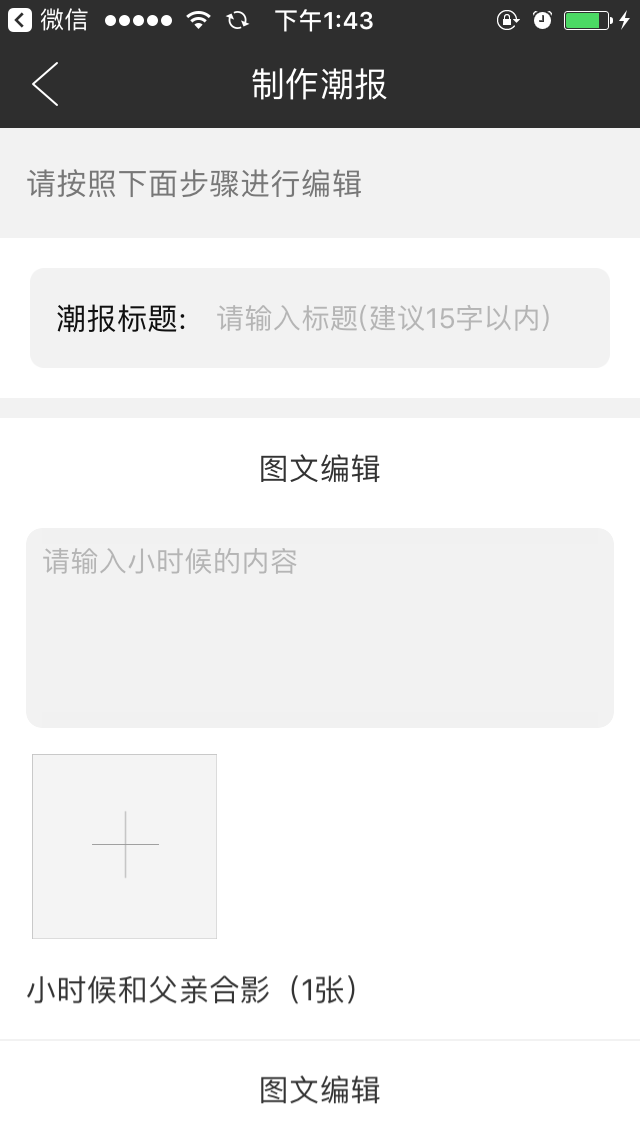 微信 下午1:43
制作潮报
请按照下面步骤进行编辑
潮报标题: 请输入标题(建议15字以内)
图文编辑
请输入小时候的内容
小时候和父亲合影（1张）
图文编辑